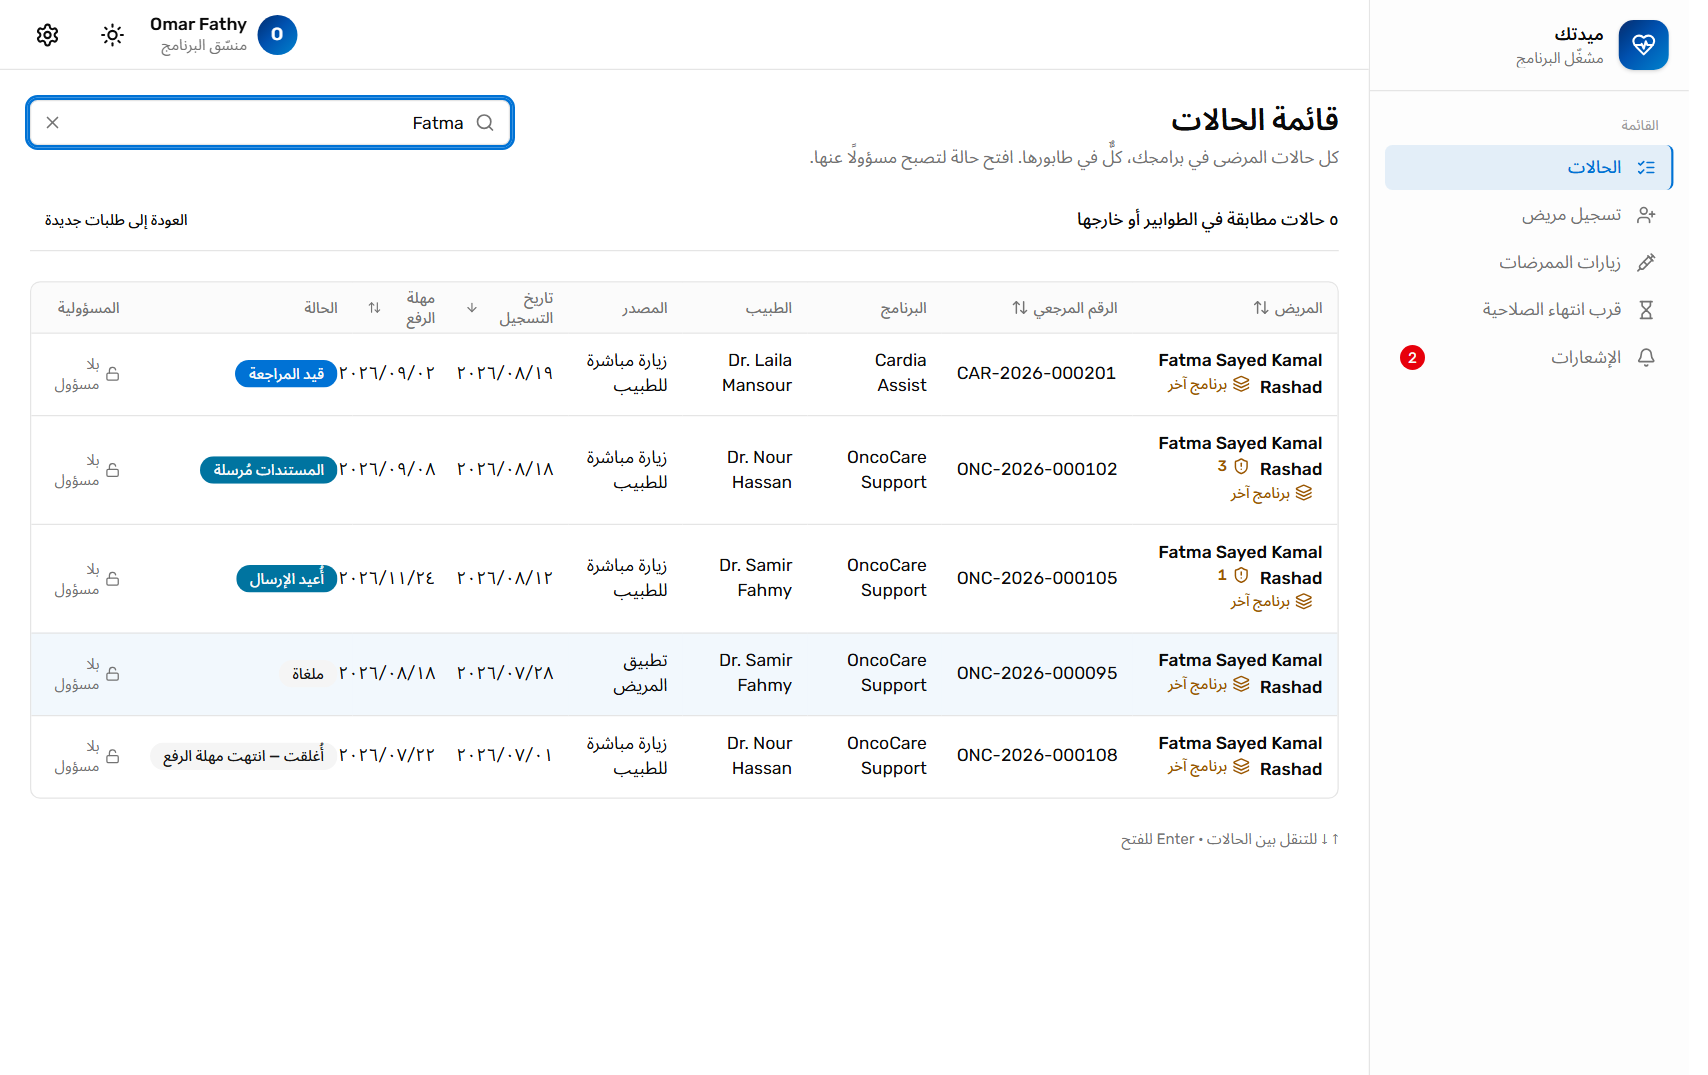 ميدتك
مشغّل البرنامج
القائمة
الحالات
تسجيل مريض
زيارات الممرضات
قرب انتهاء الصلاحية
الإشعارات
2
O
Omar Fathy
منسّق البرنامج
قائمة الحالات
كل حالات المرضى في برامجك، كلٌّ في طابورها. افتح حالة لتصبح مسؤولًا عنها.
Fatma
٥ حالات مطابقة في الطوابير أو خارجها
العودة إلى طلبات جديدة
المريض
الرقم المرجعي
البرنامج
الطبيب
المصدر
تاريخ
التسجيل
مهلة
الرفع
الحالة
المسؤولية
Fatma Sayed Kamal
Rashad
برنامج آخر
CAR-2026-000201
Cardia
Assist
Dr. Laila
Mansour
زيارة مباشرة
للطبيب
٢٠٢٦/٠٨/١٩
٢٠٢٦/٠٩/٠٢
قيد المراجعة
بلا
مسؤول
Fatma Sayed Kamal
Rashad
3
برنامج آخر
ONC-2026-000102
OncoCare
Support
Dr. Nour
Hassan
زيارة مباشرة
للطبيب
٢٠٢٦/٠٨/١٨
٢٠٢٦/٠٩/٠٨
المستندات مُرسلة
بلا
مسؤول
Fatma Sayed Kamal
Rashad
1
برنامج آخر
ONC-2026-000105
OncoCare
Support
Dr. Samir
Fahmy
زيارة مباشرة
للطبيب
٢٠٢٦/٠٨/١٢
٢٠٢٦/١١/٢٤
أُعيد الإرسال
بلا
مسؤول
Fatma Sayed Kamal
Rashad
برنامج آخر
ONC-2026-000095
OncoCare
Support
Dr. Samir
Fahmy
تطبيق
المريض
٢٠٢٦/٠٧/٢٨
٢٠٢٦/٠٨/١٨
ملغاة
بلا
مسؤول
Fatma Sayed Kamal
Rashad
برنامج آخر
ONC-2026-000108
OncoCare
Support
Dr. Nour
Hassan
زيارة مباشرة
للطبيب
٢٠٢٦/٠٧/٠١
٢٠٢٦/٠٧/٢٢
أُغلقت – انتهت مهلة الرفع
بلا
مسؤول
↑↓ للتنقل بين الحالات • Enter للفتح